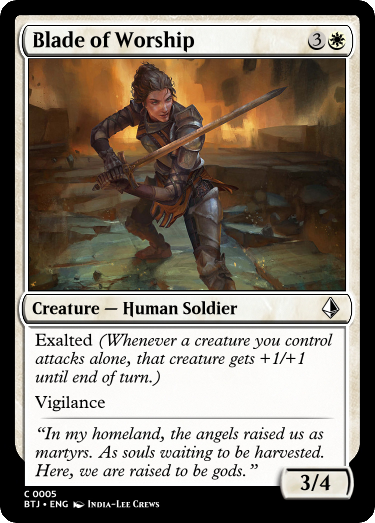 Blade of Worship 3
Creature — Human Soldier
Exalted (Whenever a creature you control
attacks alone, that creature gets +1/+1
until end of turn.)
Vigilance
“In my homeland, the angels raised us as
martyrs. As souls waiting to be harvested.
Here, we are raised to be gods.”
3/4
C 0005
BTJ • ENG India-Lee Crews